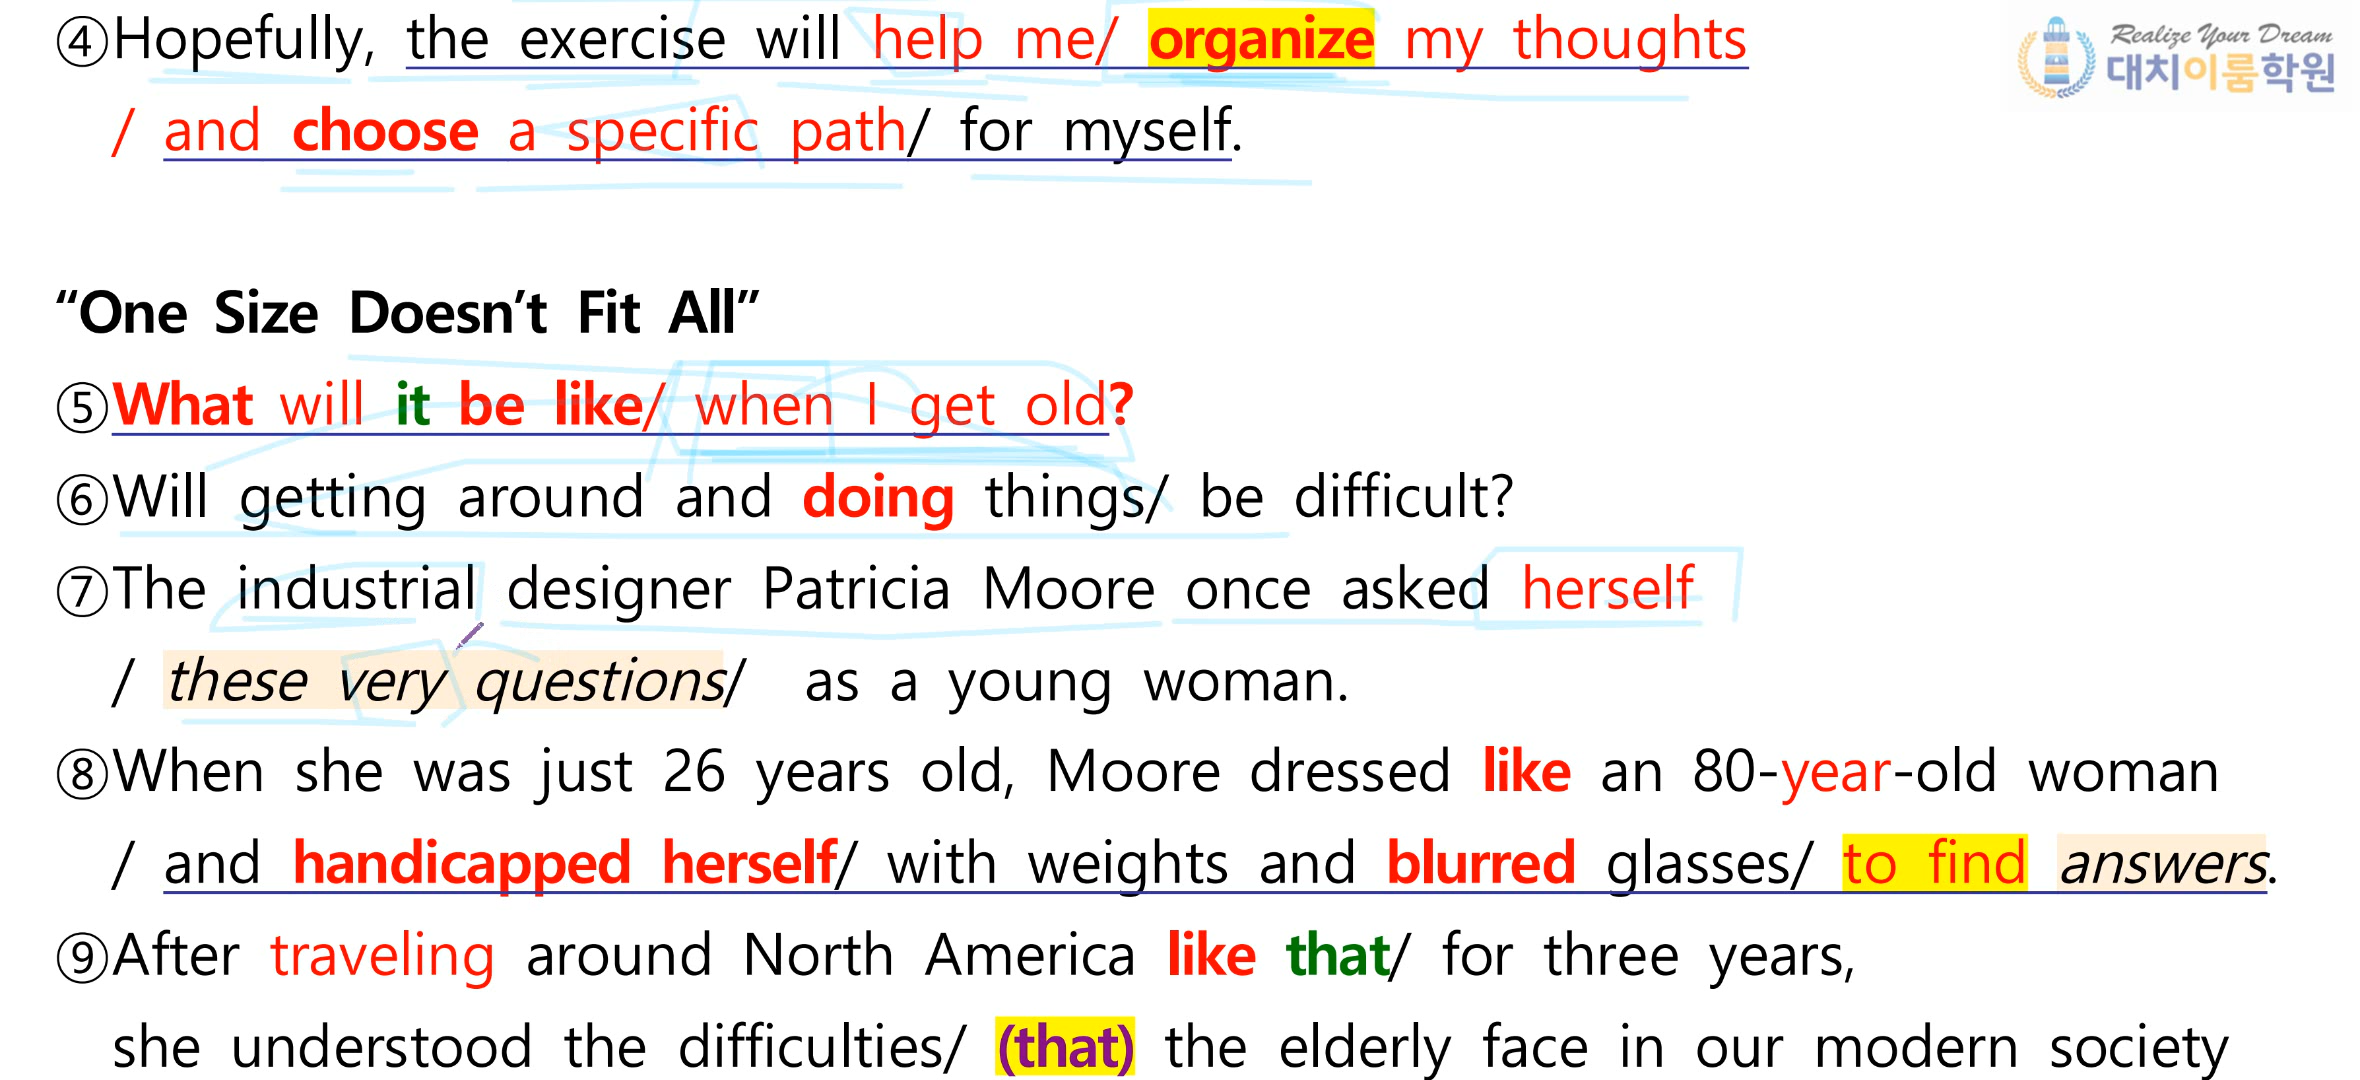 ④Hopefully, the exercise will help me/ organize my thoughts
Realize Your Dream
대치이룸학원
/ and choose a specific path/ for myself.
“One Size Doesn’t Fit All”
⑤What will it be like/ when I get old?
⑥Will getting around and doing things/ be difficult?
⑦The industrial designer Patricia Moore once asked herself
/ these very questions/ as a young woman.
⑧When she was just 26 years old, Moore dressed like an 80-year-old woman
/ and handicapped herself/ with weights and blurred glasses/ to find answers.
⑨After traveling around North America like that/ for three years,
she understood the difficulties/ (that) the elderly face in our modern society